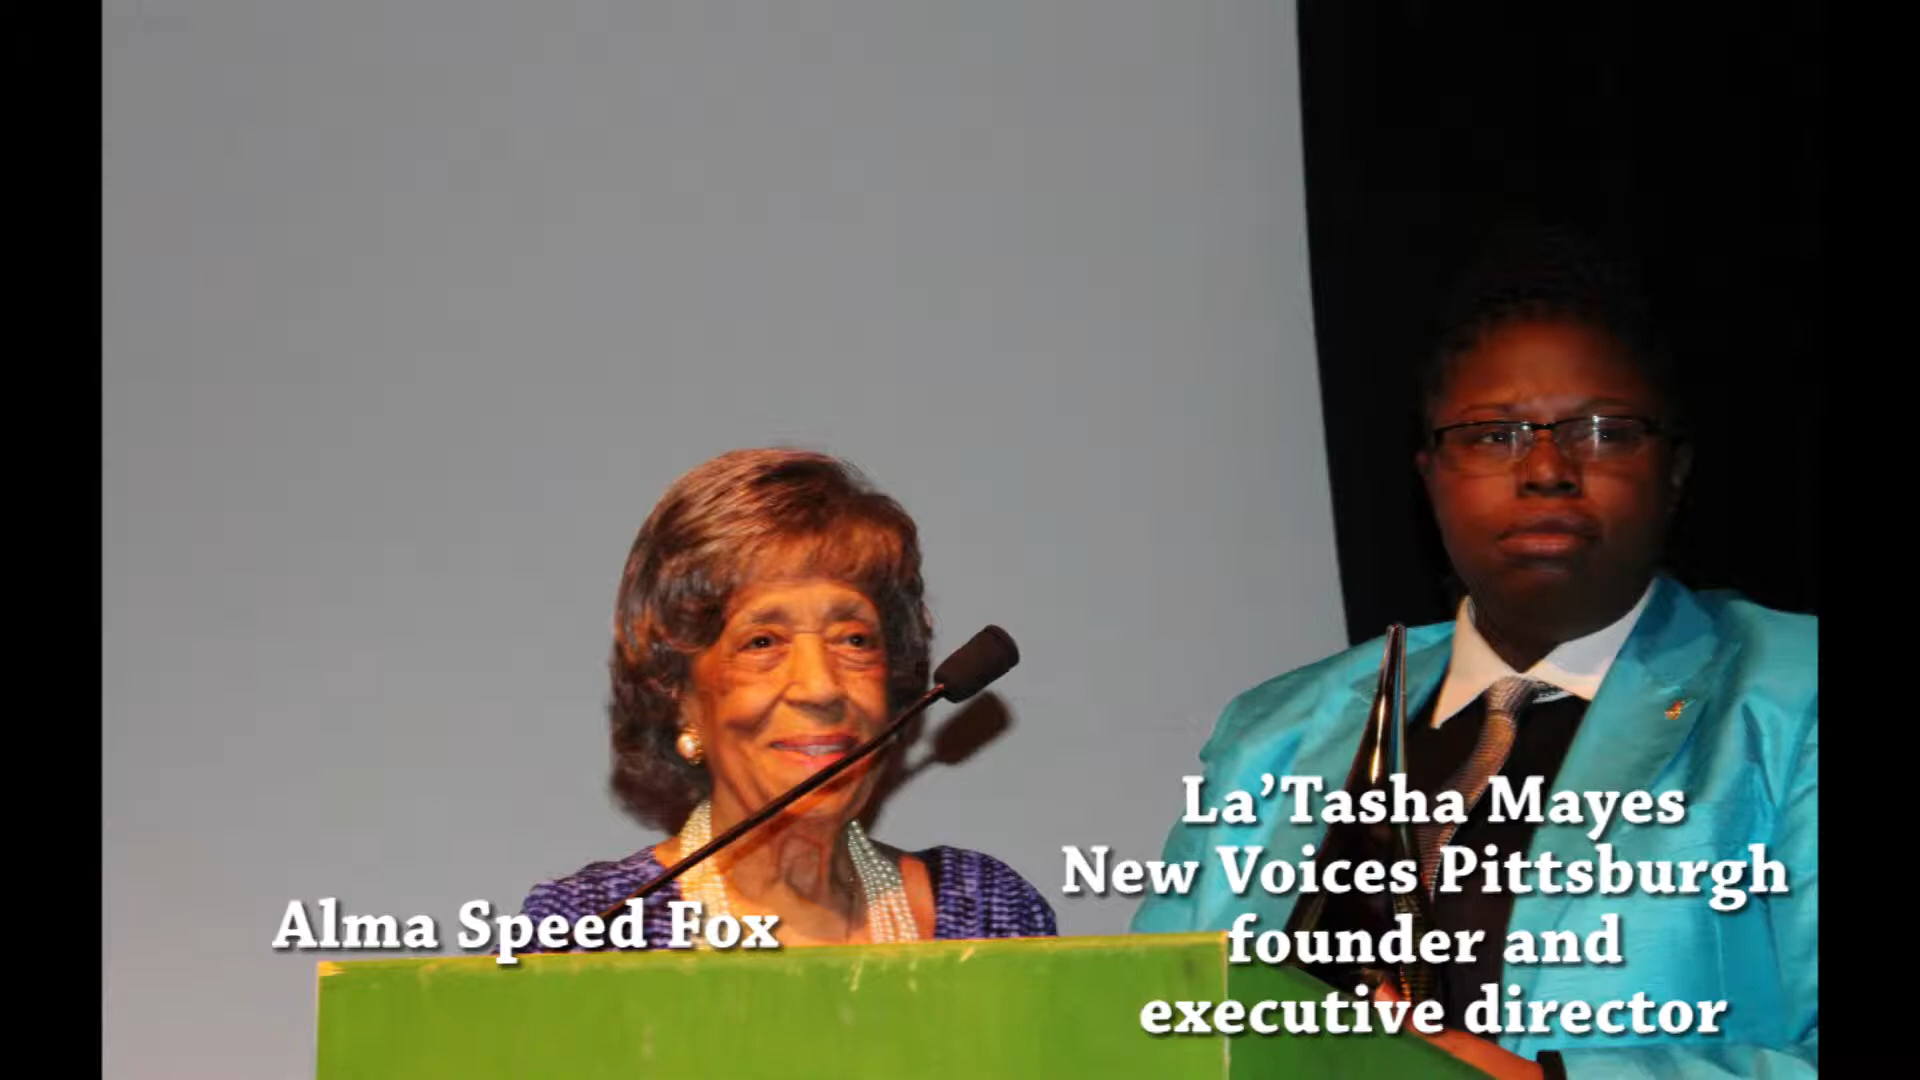 Alma Speed Fox
La'Tasha Mayes
New Voices Pittsburgh
founder and
executive director